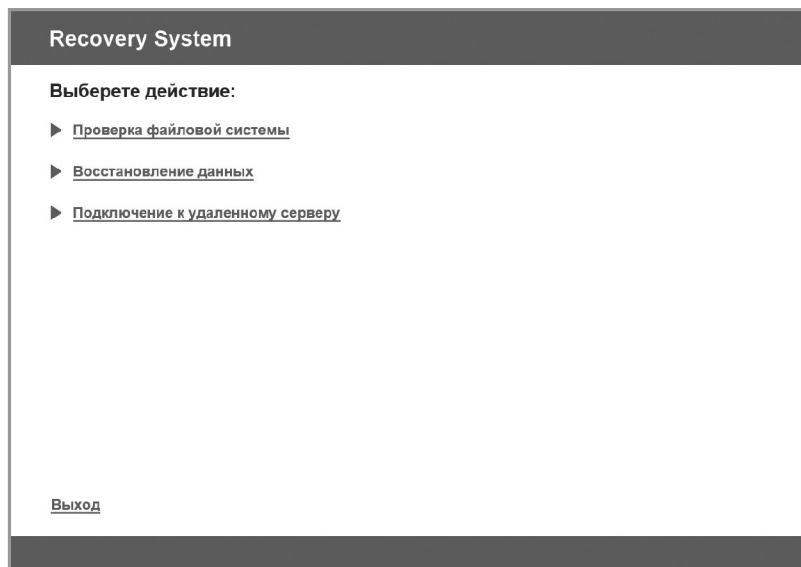 Recovery System
Выберете действие:
Проверка файловой системы
Восстановление данных
Подключение к удаленному серверу
Выход